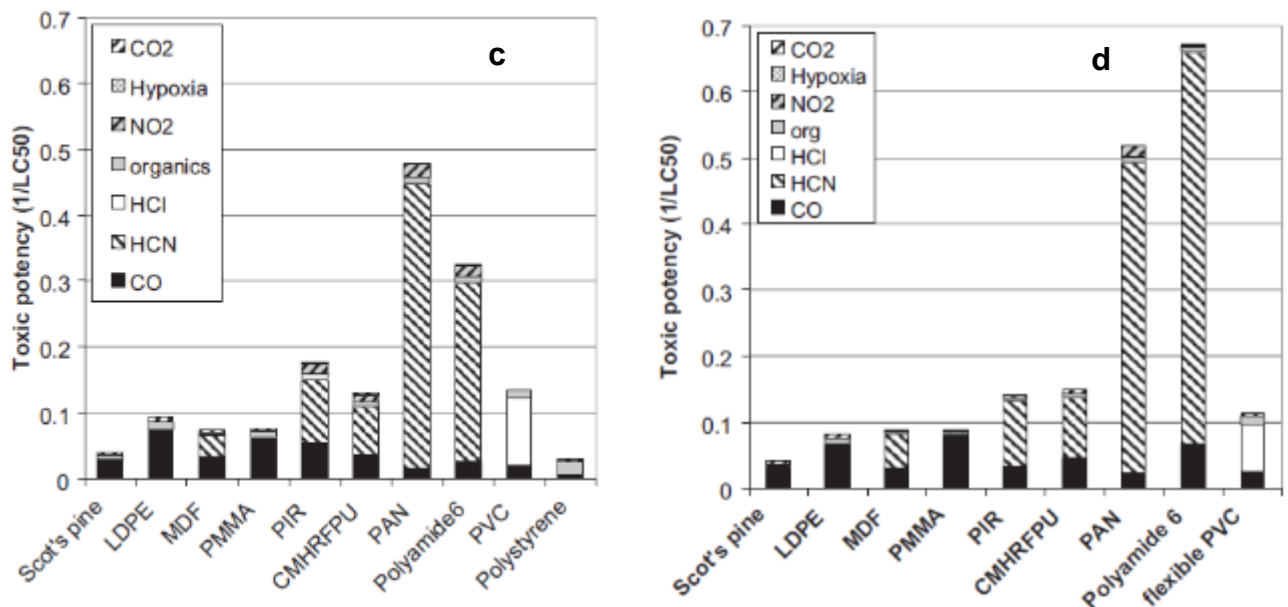 c
Toxic potency (1/LC50)
0.7
0.6
0.5
0.4
0.3
0.2
0.1
0
CO2
Hypoxia
NO2
organics
HCl
HCN
CO
Scot's pine
LDPE
MDF
PMMA
PIR
CMHRFPU
PAN
Polyamide6
PVC
Polystyrene
d
Toxic potency (1/LC50)
0.7
0.6
0.5
0.4
0.3
0.2
0.1
0
CO2
Hypoxia
NO2
org
HCl
HCN
CO
Scot's pine
LDPE
MDF
PMMA
PIR
CMHRFPU
PAN
Polyamide 6
flexible PVC